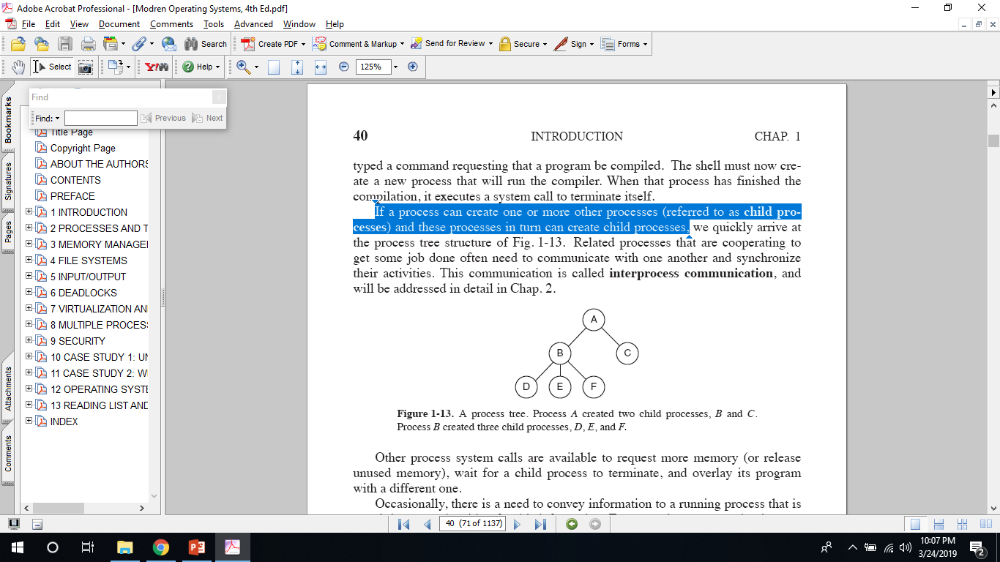 Adobe Acrobat Professional - [Modren Operating Systems, 4th Ed.pdf]
File Edit View Document Comments Tools Advanced Window Help
Search Create PDF Comment & Markup Send for Review Secure Sign Forms
Select Y! Help 125%
Find
Find: Previous Next
Bookmarks
Signatures
Pages
Attachments
Comments
Title Page
Copyright Page
ABOUT THE AUTHORS
CONTENTS
PREFACE
1 INTRODUCTION
2 PROCESSES AND T
3 MEMORY MANAGEI
4 FILE SYSTEMS
5 INPUT/OUTPUT
6 DEADLOCKS
7 VIRTUALIZATION AN
8 MULTIPLE PROCESS
9 SECURITY
10 CASE STUDY 1: UN
11 CASE STUDY 2: W
12 OPERATING SYSTE
13 READING LIST AND
INDEX
40 INTRODUCTION CHAP. 1
typed a command requesting that a program be compiled. The shell must now cre-
ate a new process that will run the compiler. When that process has finished the
compilation, it executes a system call to terminate itself.
If a process can create one or more other processes (referred to as child pro-
cesses) and these processes in turn can create child processes, we quickly arrive at
the process tree structure of Fig. 1-13. Related processes that are cooperating to
get some job done often need to communicate with one another and synchronize
their activities. This communication is called interprocess communication, and
will be addressed in detail in Chap. 2.
A
B C
D E F
Figure 1-13. A process tree. Process A created two child processes, B and C.
Process B created three child processes, D, E, and F.
Other process system calls are available to request more memory (or release
unused memory), wait for a child process to terminate, and overlay its program
with a different one.
Occasionally, there is a need to convey information to a running process that is
40 (71 of 1137)
10:07 PM
3/24/2019
2